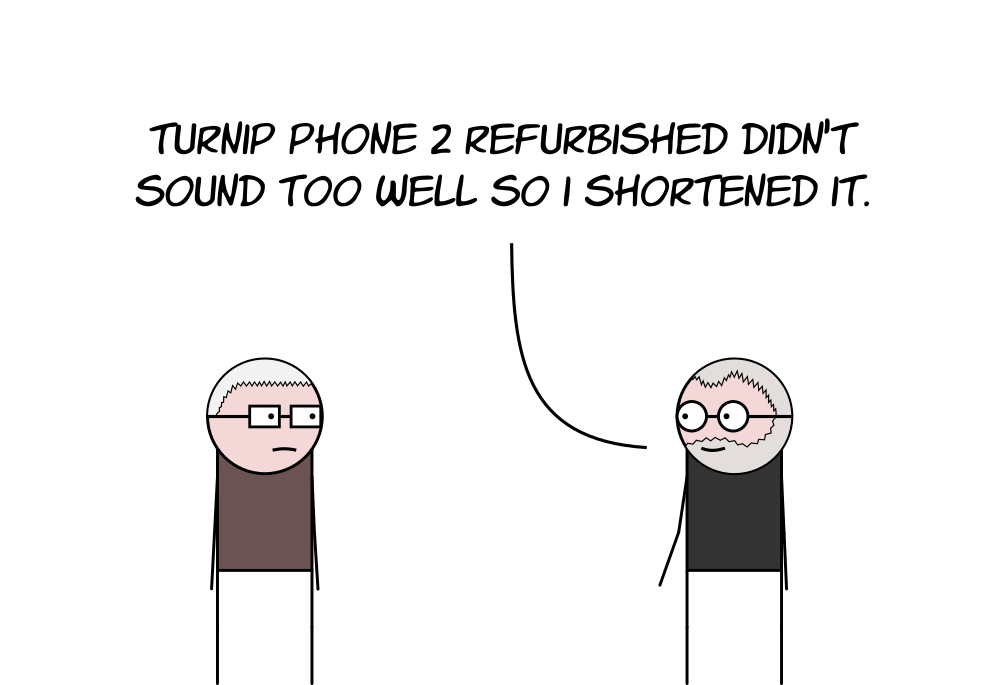 TURNIP PHONE 2 REFURBISHED DIDN'T
SOUND TOO WELL SO I SHORTENED IT.